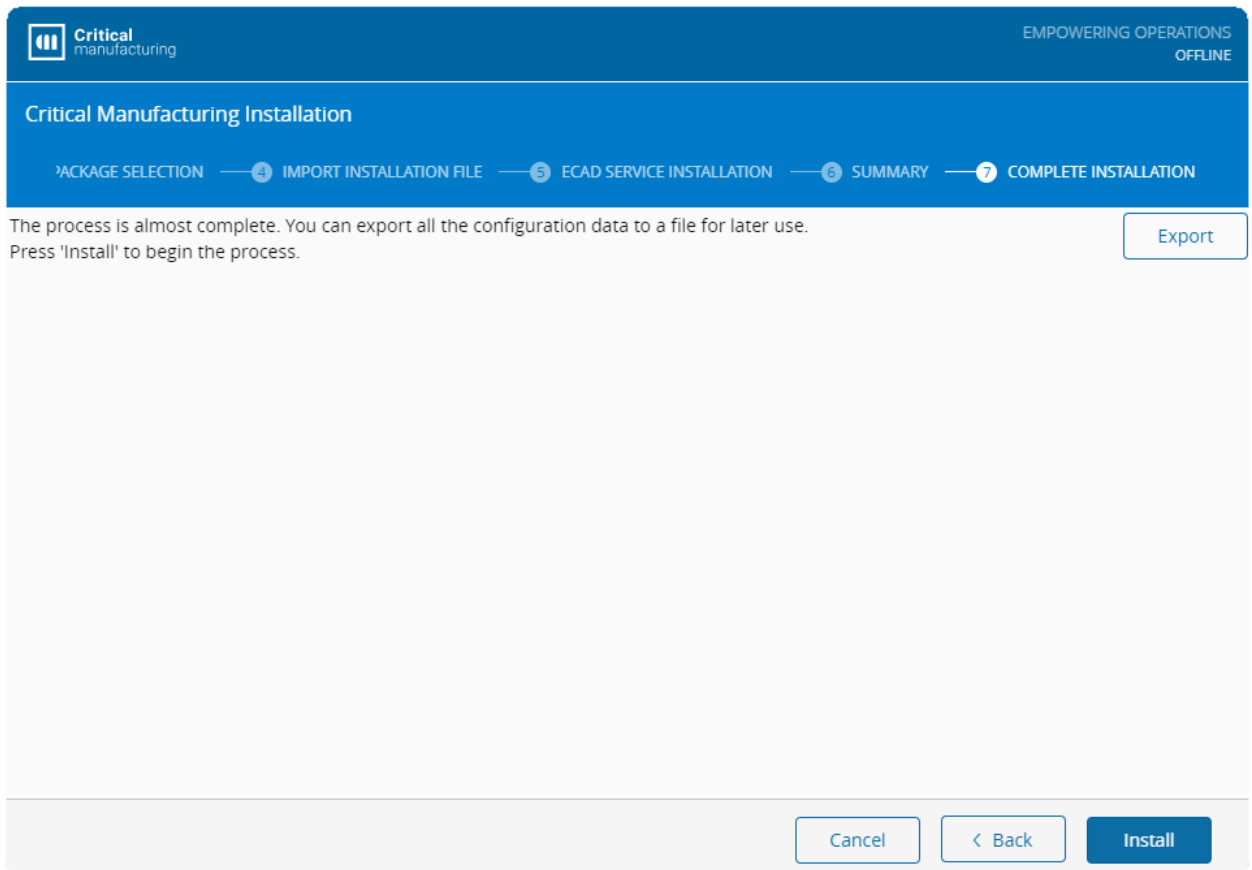 Critical
manufacturing
EMPOWERING OPERATIONS
OFFLINE
Critical Manufacturing Installation
PACKAGE SELECTION 4 IMPORT INSTALLATION FILE 5 ECAD SERVICE INSTALLATION 6 SUMMARY 7 COMPLETE INSTALLATION
The process is almost complete. You can export all the configuration data to a file for later use.
Press 'Install' to begin the process.
Export
Cancel < Back Install